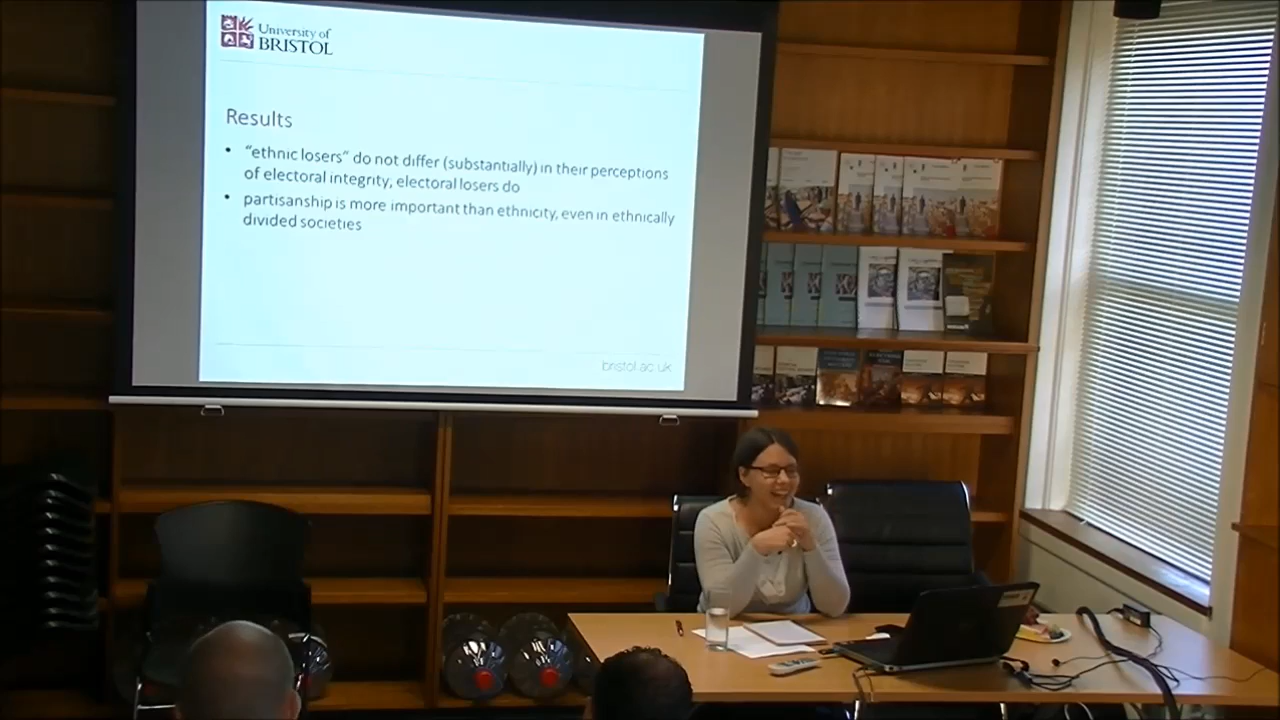 University of
BRISTOL
Results
• “ethnic losers” do not differ (substantially) in their perceptions
of electoral integrity, electoral losers do
• partisanship is more important than ethnicity, even in ethnically
divided societies
bristol.ac.uk